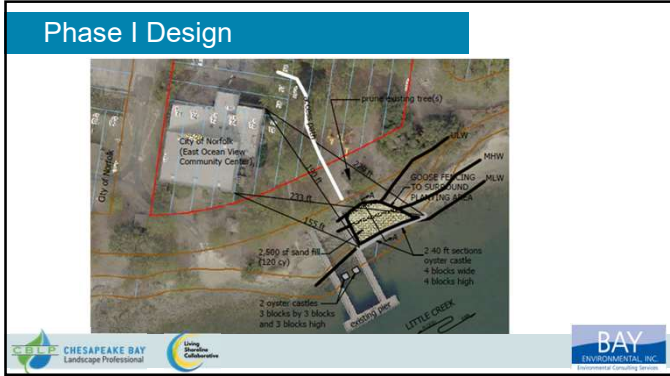 Phase I Design
prune existing tree(s)
City of Norfolk
(East Ocean View
Community Center)
City of Norfolk
ULW
MHW
MLW
GOOSE FENCING
TO SURROUND
PLANTING AREA
233 ft
155 ft
2,500 sf sand fill
(120 cy)
2 40 ft sections
oyster castle
4 blocks wide
4 blocks high
2 oyster castles
3 blocks by 3 blocks
and 3 blocks high
existing pier
LITTLE CREEK
CBLP CHESAPEAKE BAY
Landscape Professional
Living
Shoreline
Collaborative
BAY
ENVIRONMENTAL, INC.
Environmental Consulting Services